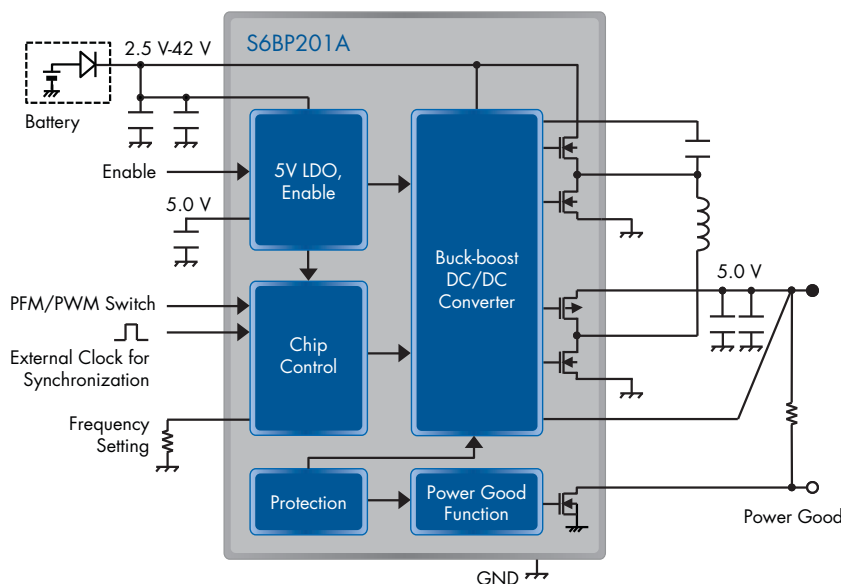 S6BP201A
2.5 V-42 V
Battery
Enable
5V LDO,
Enable
5.0 V
Buck-boost
DC/DC
Converter
5.0 V
PFM/PWM Switch
External Clock for
Synchronization
Chip
Control
Frequency
Setting
Protection
Power Good
Function
Power Good
GND